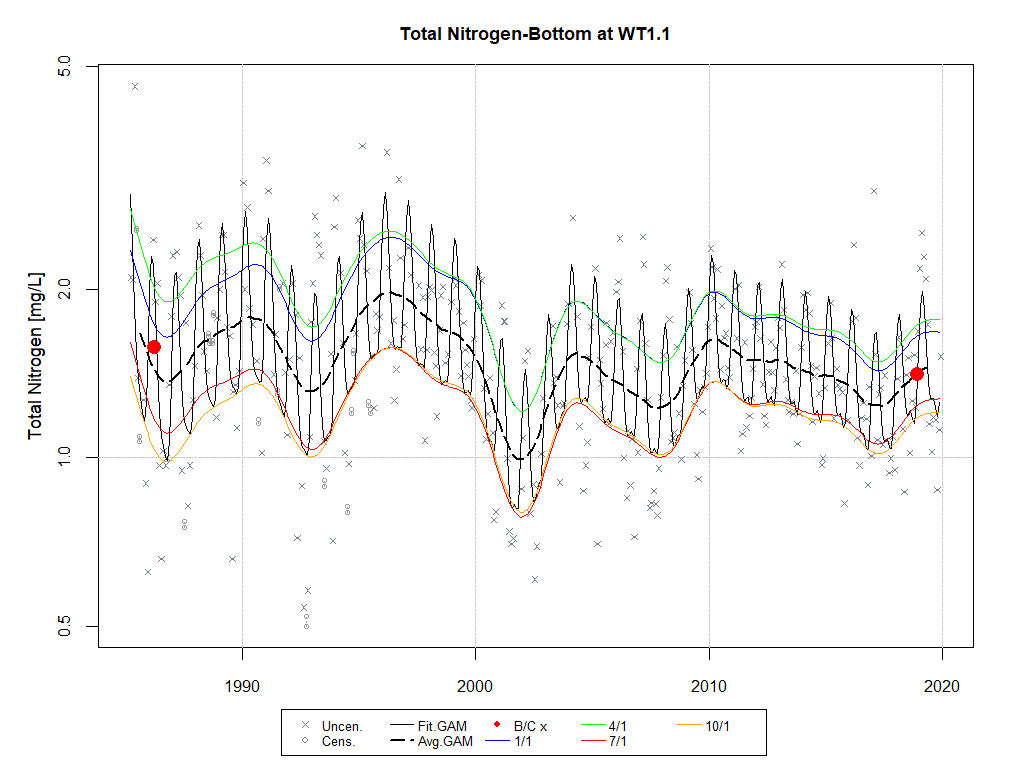 Total Nitrogen-Bottom at WT1.1
Total Nitrogen [mg/L]
5.0
2.0
1.0
0.5
1990 2000 2010 2020
Uncen. Fit.GAM B/C x 4/1 10/1
Cens. Avg.GAM 1/1 7/1